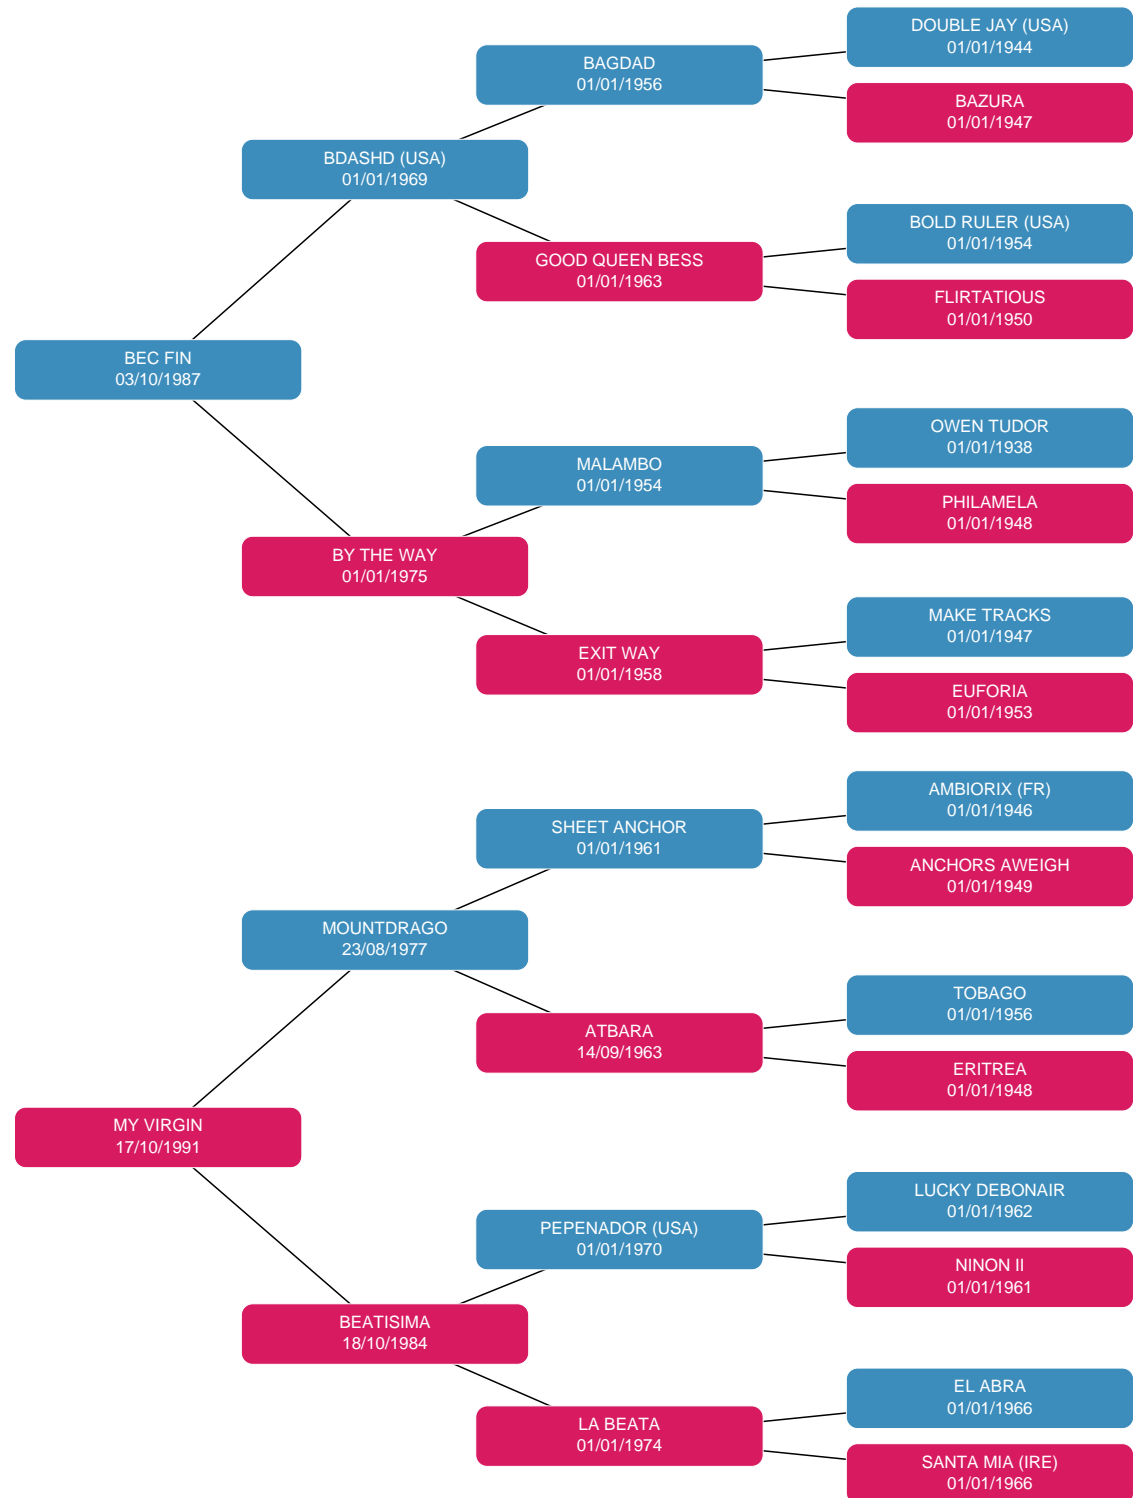 DOUBLE JAY (USA)
01/01/1944
BAGDAD
01/01/1956
BAZURA
01/01/1947
BDASHD (USA)
01/01/1969
BOLD RULER (USA)
01/01/1954
GOOD QUEEN BESS
01/01/1963
FLIRTATIOUS
01/01/1950
BEC FIN
03/10/1987
OWEN TUDOR
01/01/1938
MALAMBO
01/01/1954
PHILAMELA
01/01/1948
BY THE WAY
01/01/1975
MAKE TRACKS
01/01/1947
EXIT WAY
01/01/1958
EUFORIA
01/01/1953
AMBIORIX (FR)
01/01/1946
SHEET ANCHOR
01/01/1961
ANCHORS AWEIGH
01/01/1949
MOUNTDRAGO
23/08/1977
TOBAGO
01/01/1956
ATBARA
14/09/1963
ERITREA
01/01/1948
MY VIRGIN
17/10/1991
LUCKY DEBONAIR
01/01/1962
PEPENADOR (USA)
01/01/1970
NINON II
01/01/1961
BEATISIMA
18/10/1984
EL ABRA
01/01/1966
LA BEATA
01/01/1974
SANTA MIA (IRE)
01/01/1966